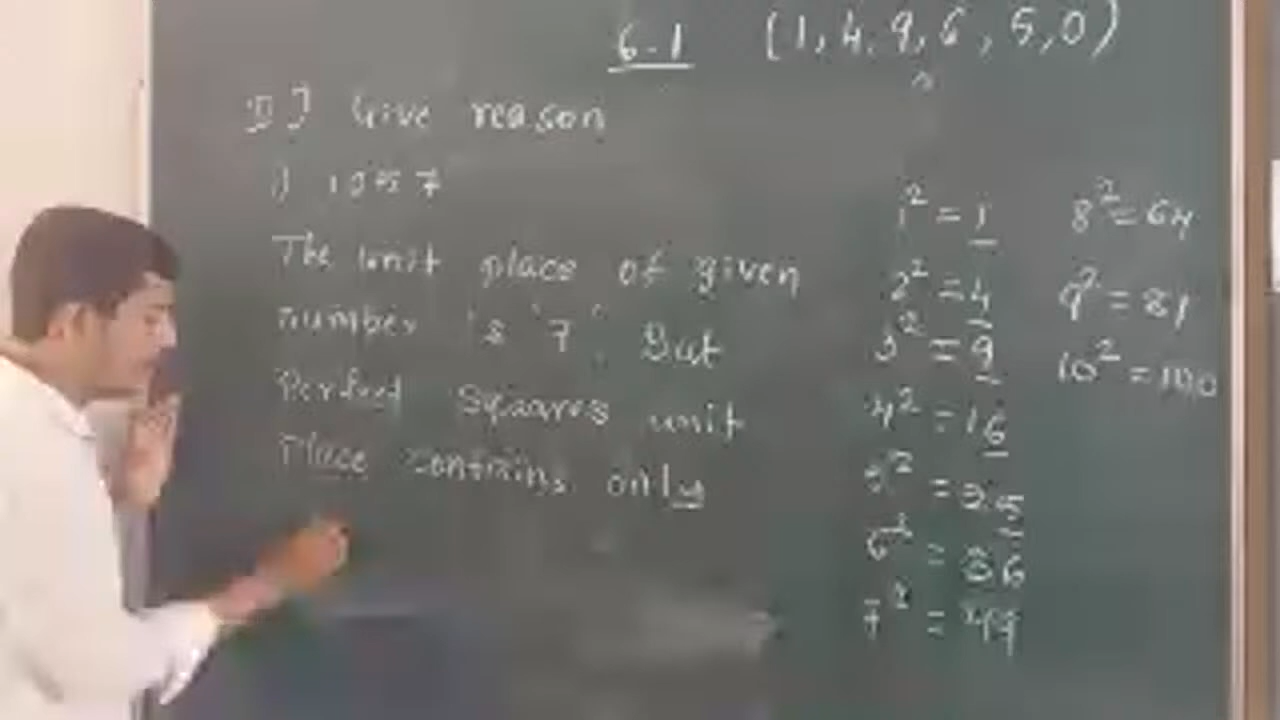 6.1 (1, 4, 9, 6, 5, 0)
Give reason
i) 1057
The unit place of given
number is "7". But
Perfect Squares unit
Place contains only
1² = 1
2² = 4
3² = 9
4² = 16
5² = 25
6² = 36
7² = 49
8² = 64
9² = 81
10² = 100